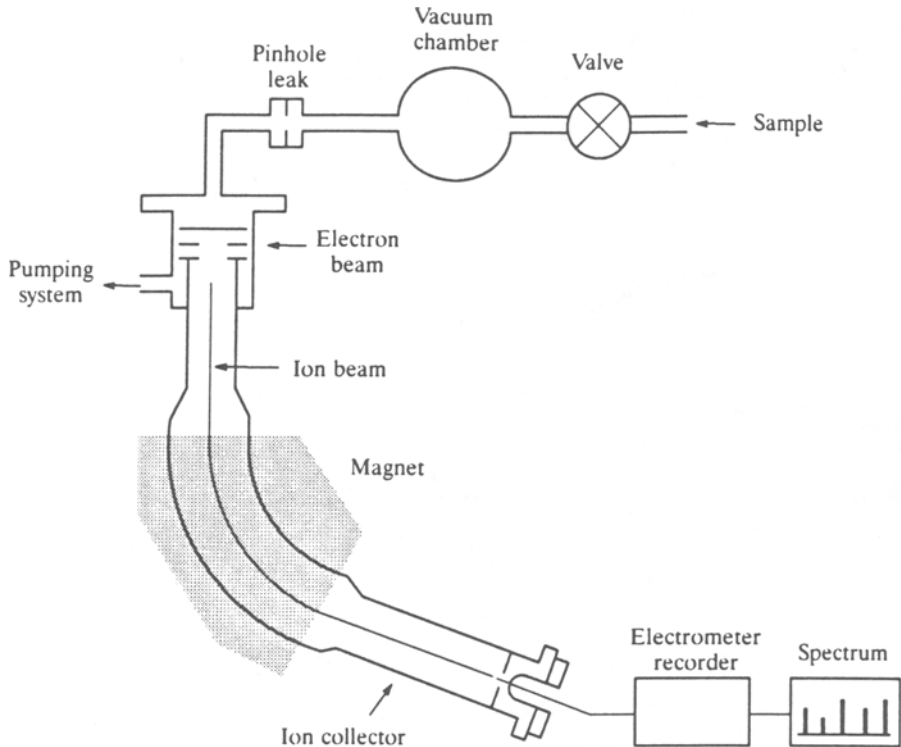 Vacuum
chamber
Pinhole
leak
Valve
Sample
Electron
beam
Pumping
system
Ion beam
Magnet
Electrometer
recorder
Spectrum
Ion collector